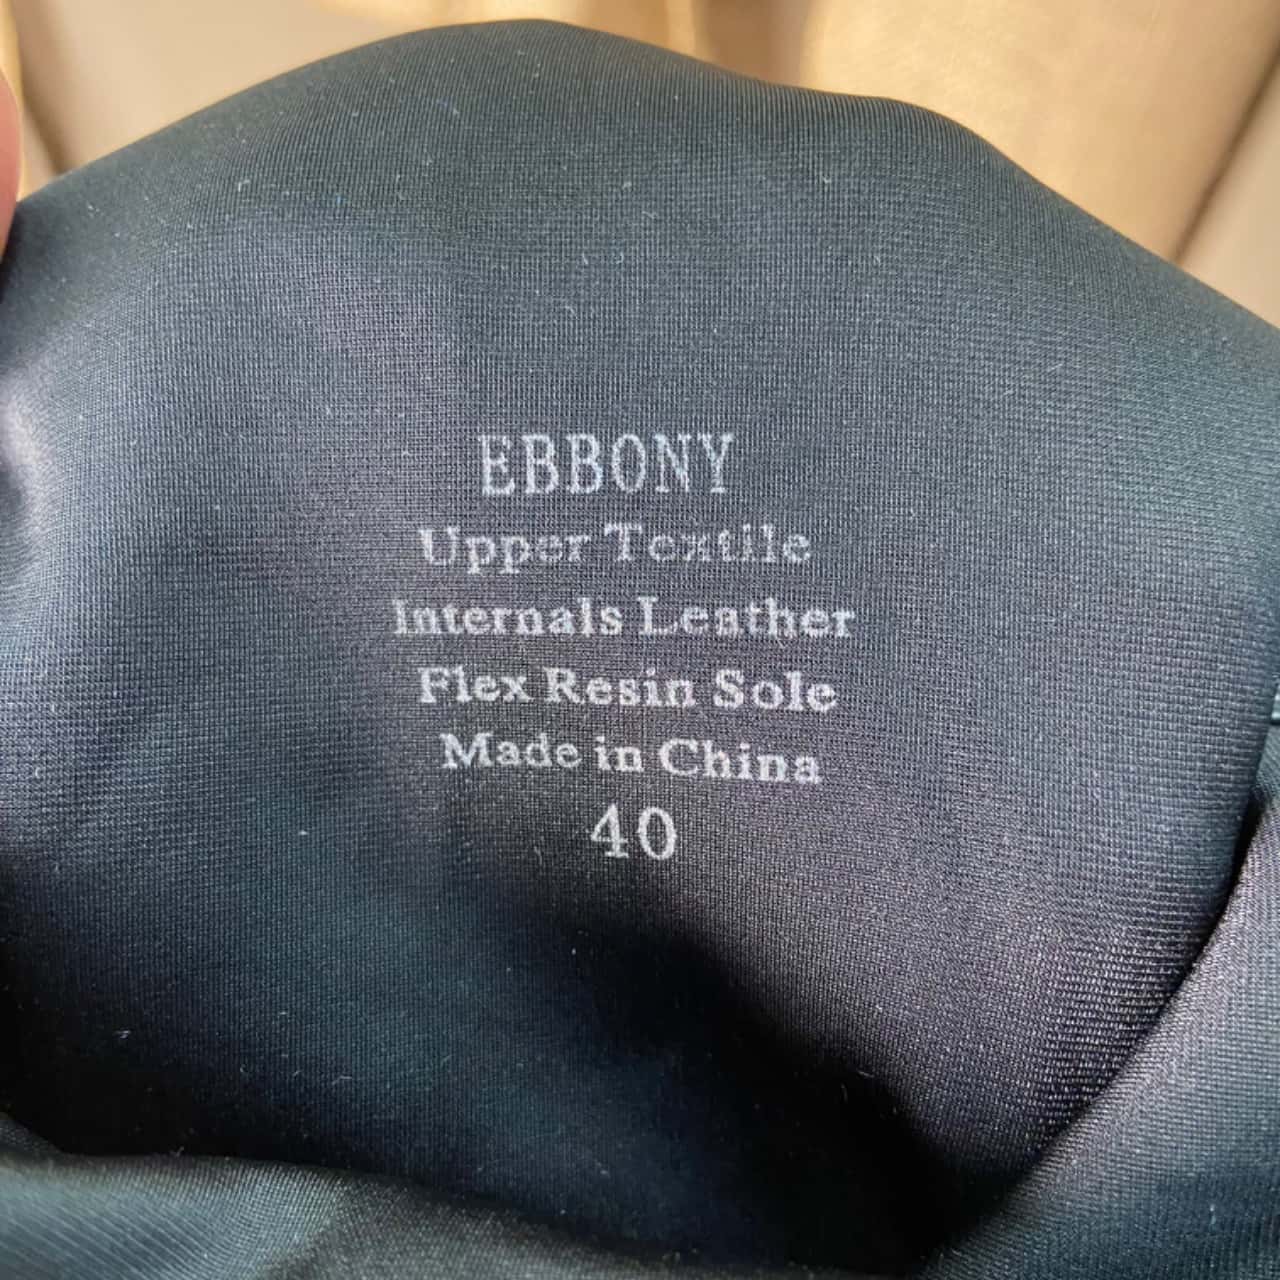 EBBONY
Upper Textile
Internals Leather
Flex Resin Sole
Made in China
40